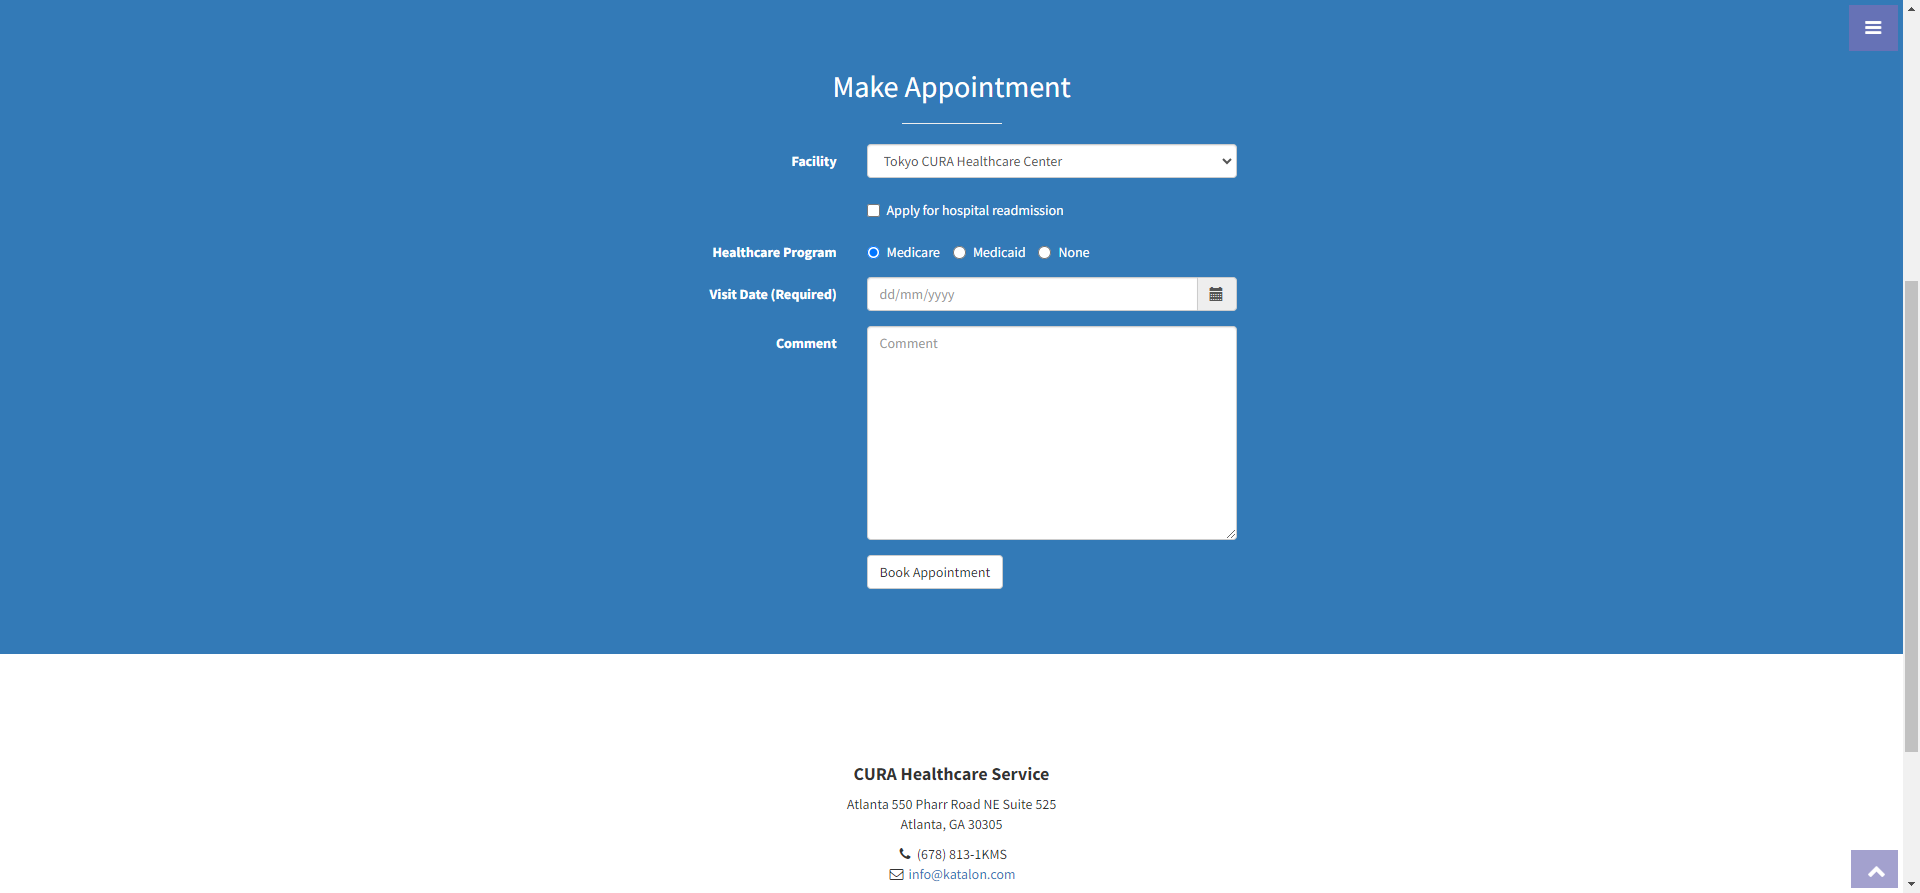 Make Appointment
Facility
Tokyo CURA Healthcare Center
Apply for hospital readmission
Healthcare Program
Medicare
Medicaid
None
Visit Date (Required)
dd/mm/yyyy
Comment
Comment
Book Appointment
CURA Healthcare Service
Atlanta 550 Pharr Road NE Suite 525
Atlanta, GA 30305
(678) 813-1KMS
info@katalon.com